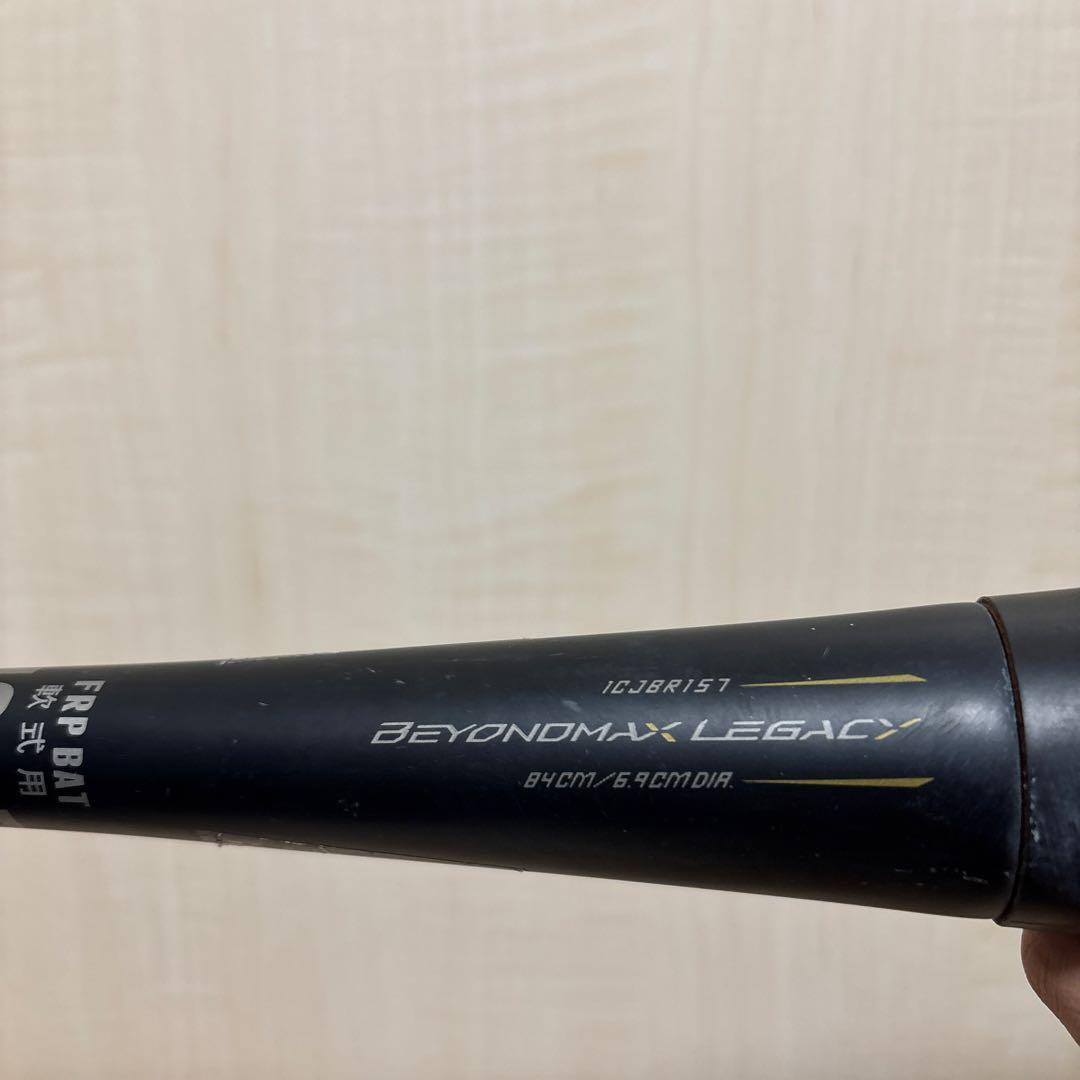 FRP BAT
軟式用
1CJBR157
BEYONDMAX LEGACY
84CM/6.9CMDIA.